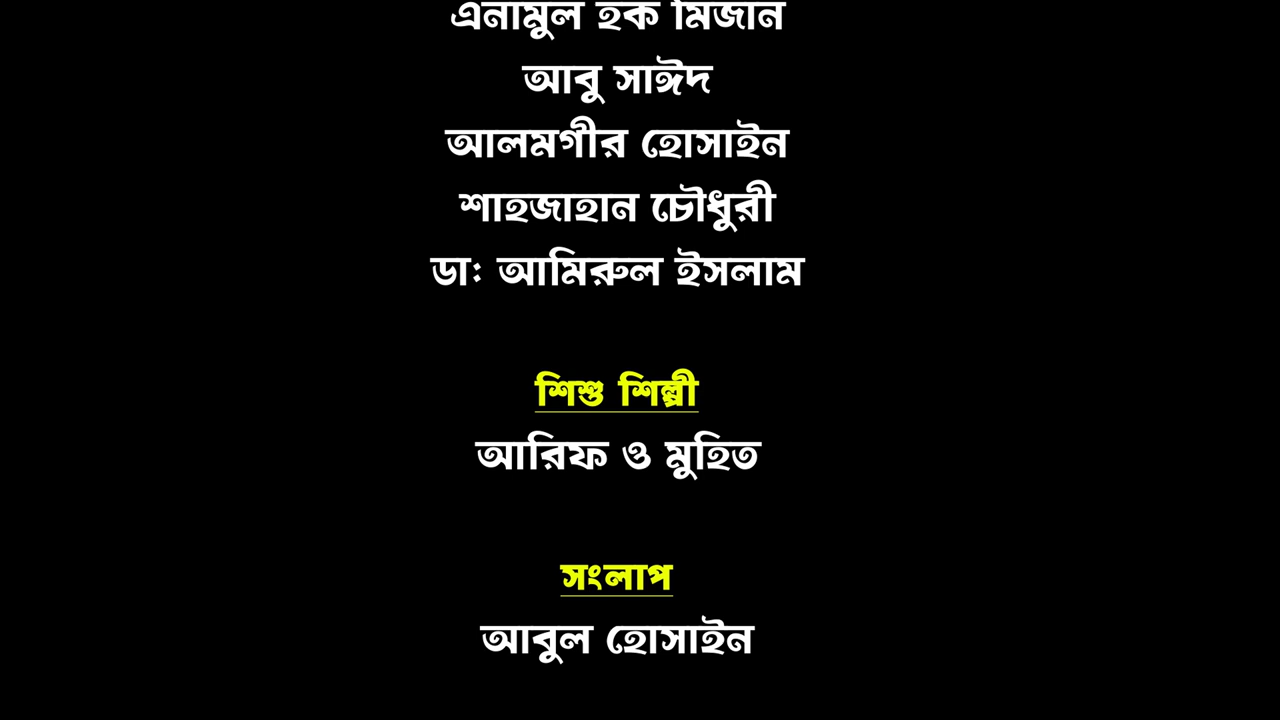 এনামুল হক মিজান
আবু সাঈদ
আলমগীর হোসাইন
শাহজাহান চৌধুরী
ডাঃ আমিরুল ইসলাম
শিশু শিল্পী
আরিফ ও মুহিত
সংলাপ
আবুল হোসাইন